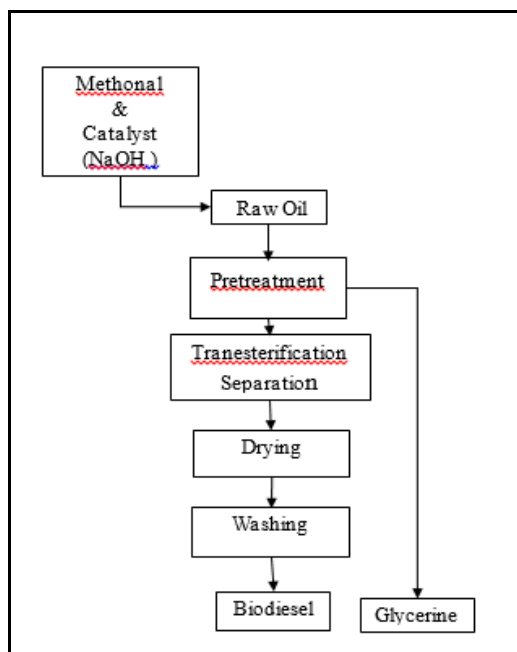 Methonal
&
Catalyst
(NaOH,)
Raw Oil
Pretreatment
Tranesterification
Separation
Drying
Washing
Biodiesel
Glycerine